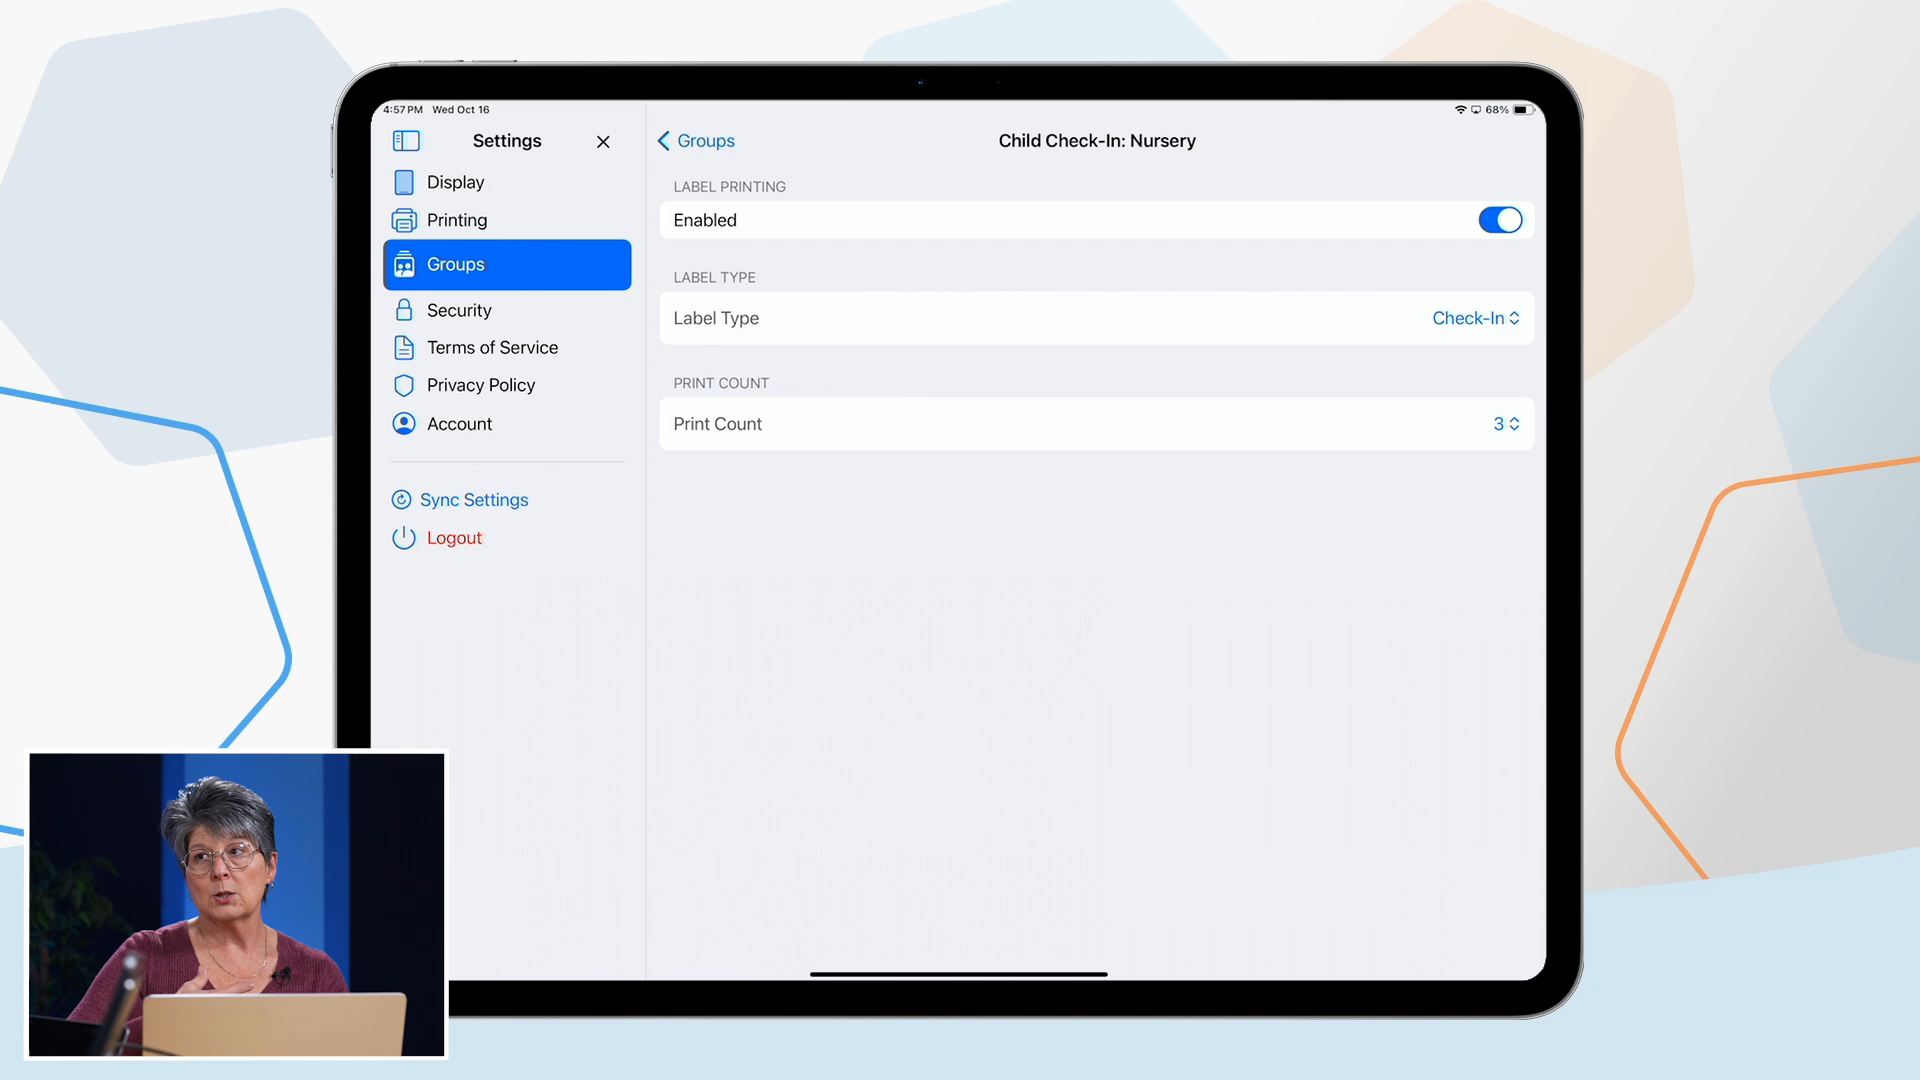 4:57 PM Wed Oct 16
68%
Settings
Display
Printing
Groups
Security
Terms of Service
Privacy Policy
Account
Sync Settings
Logout
Groups
Child Check-In: Nursery
LABEL PRINTING
Enabled
LABEL TYPE
Label Type
Check-In
PRINT COUNT
Print Count
3